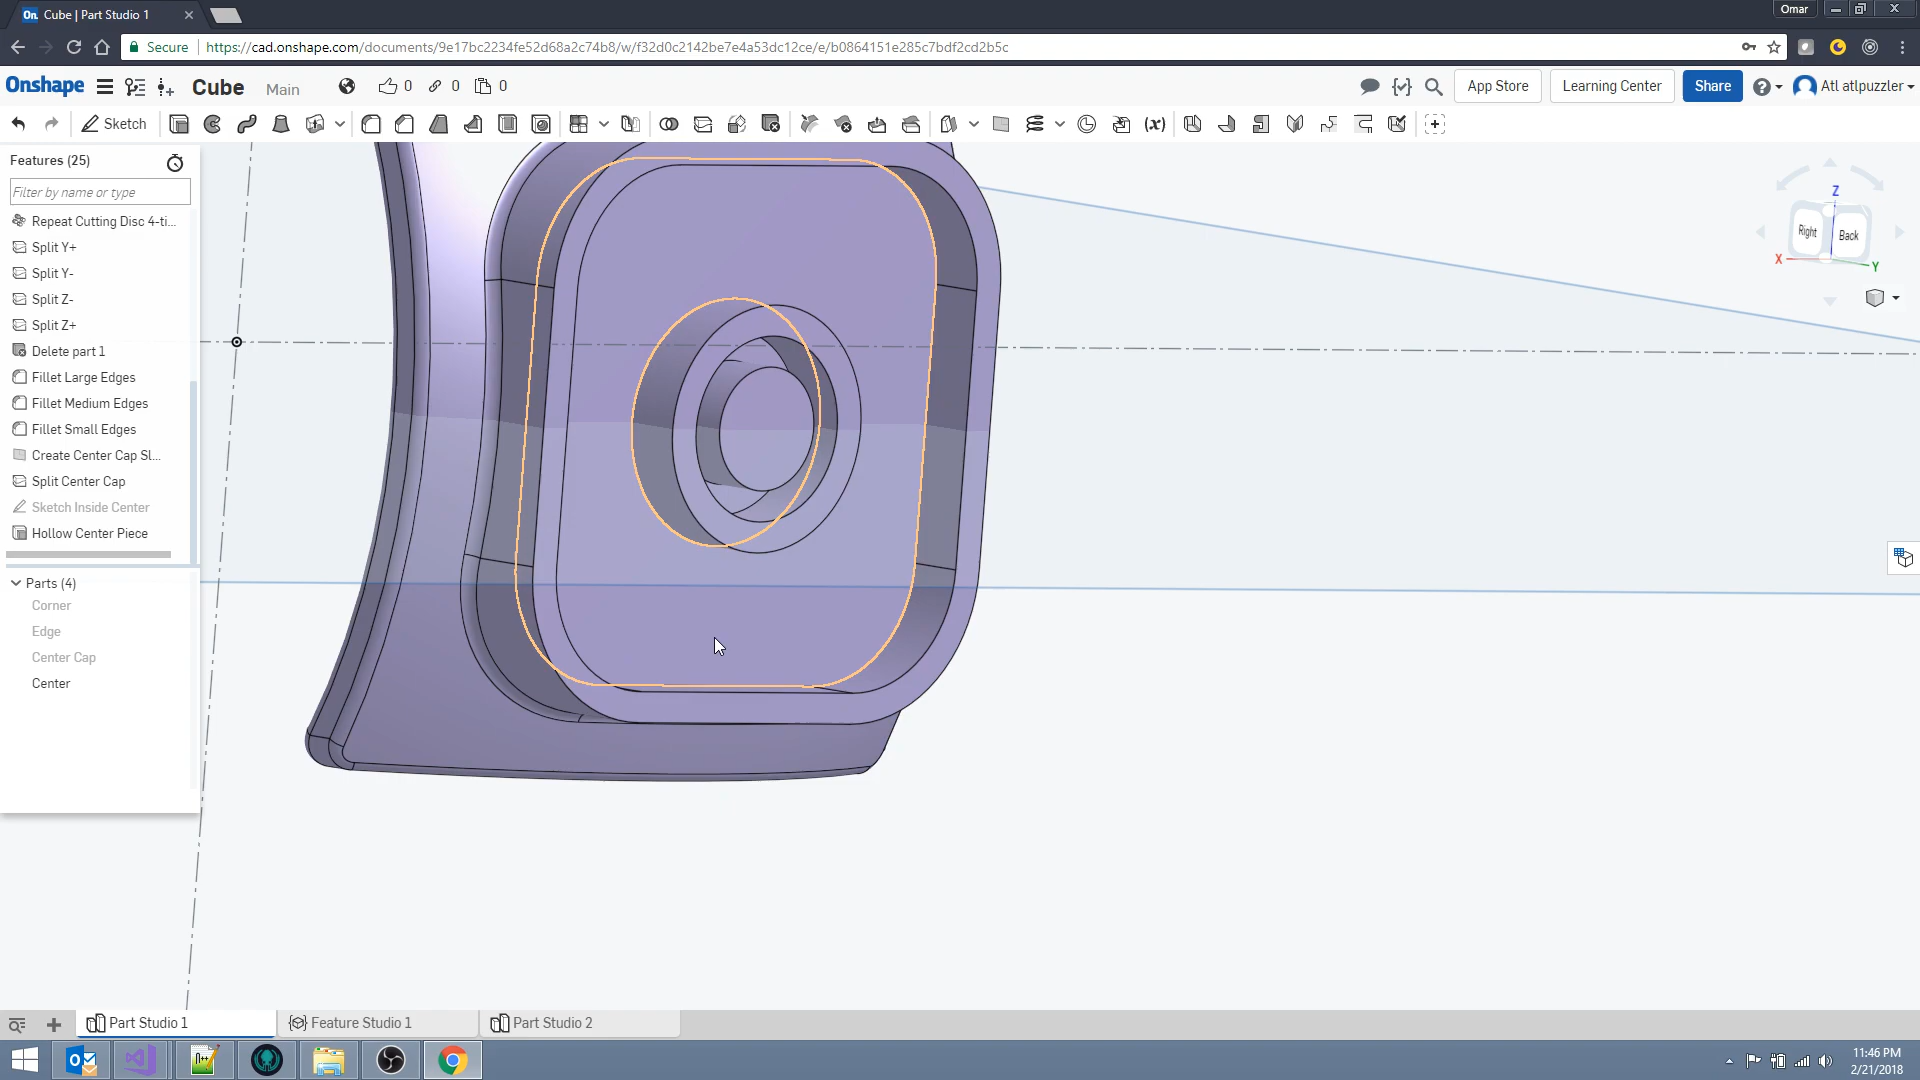 Cube | Part Studio 1
Omar
Secure
https://cad.onshape.com/documents/9e17bc2234fe52d68a2c74b8/w/f32d0c2142be7e4a53dc12ce/e/b0864151e285c7bdf2cd2b5c
Onshape
Cube
Main
0
0
0
App Store
Learning Center
Share
Atl atlpuzzler
Sketch
(x)
Features (25)
Filter by name or type
Repeat Cutting Disc 4-ti...
Split Y+
Split Y-
Split Z-
Split Z+
Delete part 1
Fillet Large Edges
Fillet Medium Edges
Fillet Small Edges
Create Center Cap Sl...
Split Center Cap
Sketch Inside Center
Hollow Center Piece
Parts (4)
Corner
Edge
Center Cap
Center
Z
Right
Back
X
Y
Part Studio 1
Feature Studio 1
Part Studio 2
11:46 PM
2/21/2018